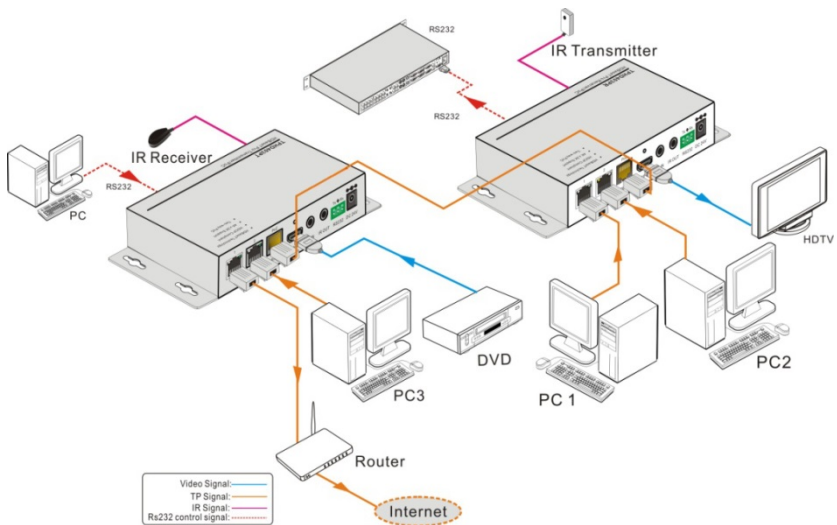 RS232
IR Transmitter
RS232
IR Receiver
RS232
PC
HDTV
DVD
PC3
PC 1
PC2
Router
Internet
Video Signal:
TP Signal:
IR Signal:
Rs232 control signal: